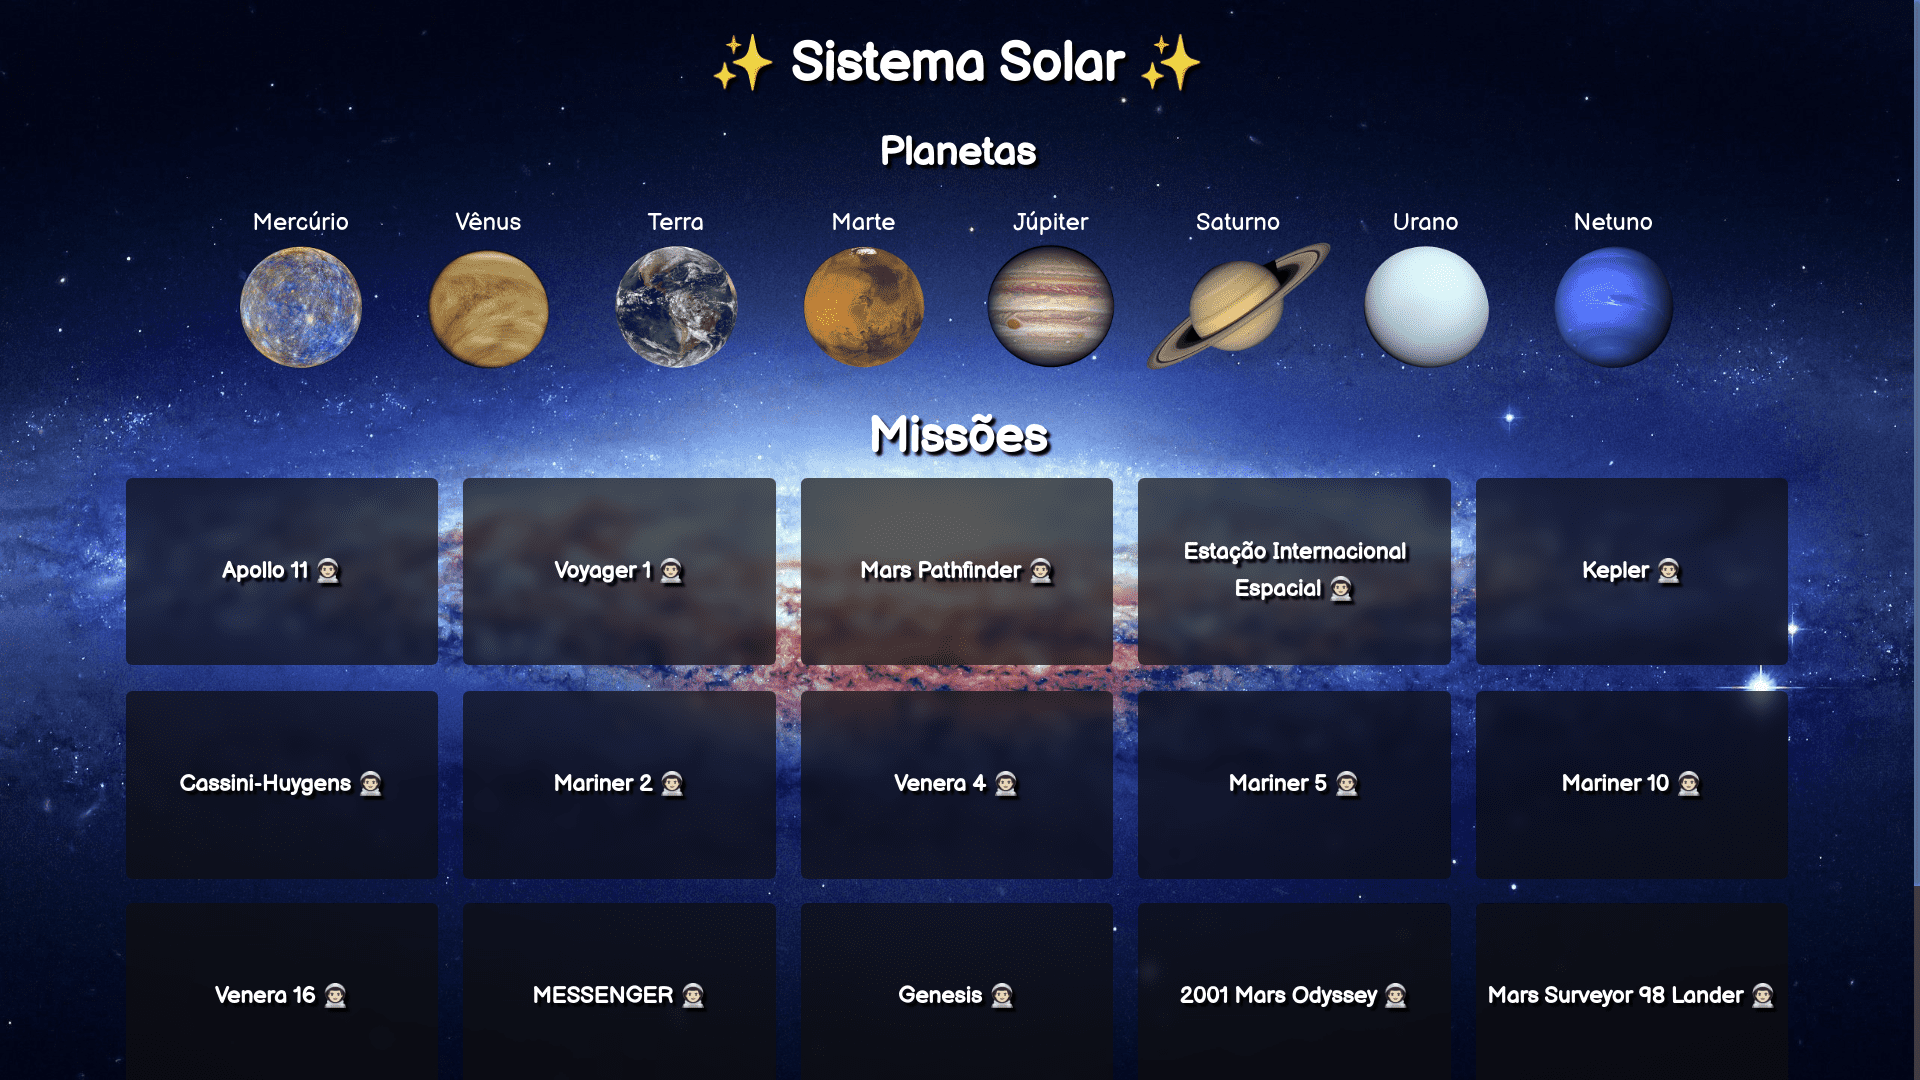 ✨ Sistema Solar ✨
Planetas
Mercúrio
Vênus
Terra
Marte
Júpiter
Saturno
Urano
Netuno
Missões
Apollo 11 👨🏻‍🚀
Voyager 1 👨🏻‍🚀
Mars Pathfinder 👨🏻‍🚀
Estação Internacional
Espacial 👨🏻‍🚀
Kepler 👨🏻‍🚀
Cassini-Huygens 👨🏻‍🚀
Mariner 2 👨🏻‍🚀
Venera 4 👨🏻‍🚀
Mariner 5 👨🏻‍🚀
Mariner 10 👨🏻‍🚀
Venera 16 👨🏻‍🚀
MESSENGER 👨🏻‍🚀
Genesis 👨🏻‍🚀
2001 Mars Odyssey 👨🏻‍🚀
Mars Surveyor 98 Lander 👨🏻‍🚀